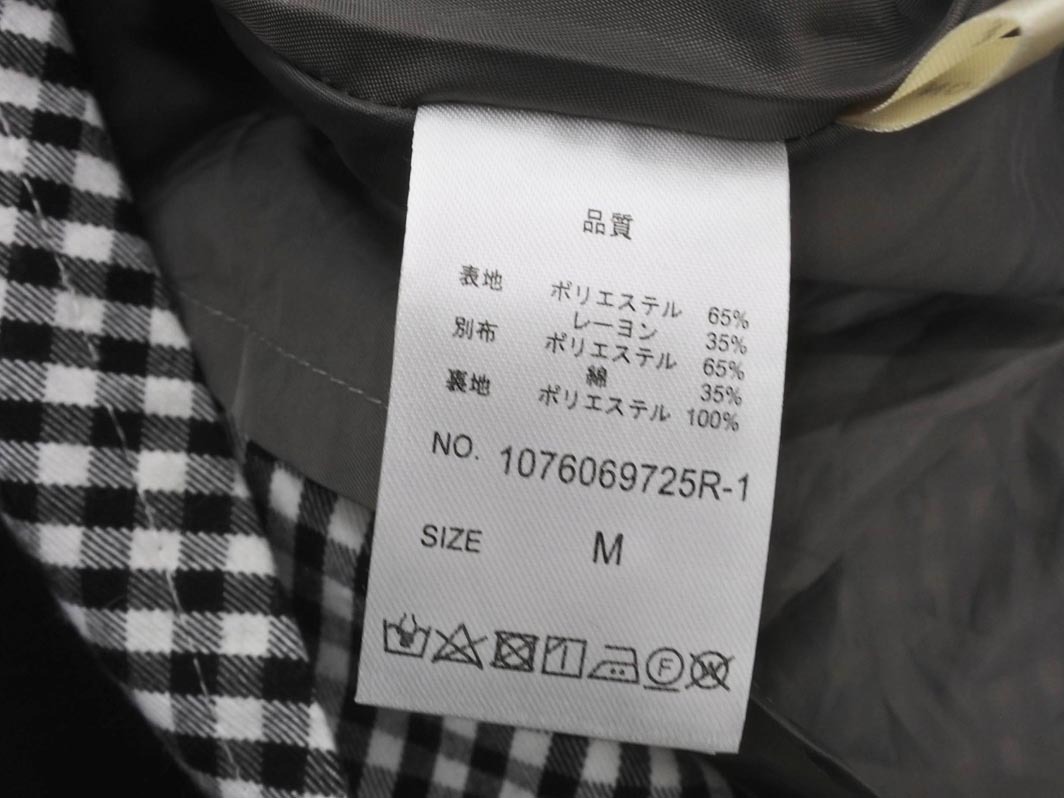 品質
表地 ポリエステル 65%
レーヨン 35%
別布 ポリエステル 65%
綿 35%
裏地 ポリエステル 100%
NO. 1076069725R-1
SIZE M
F
W